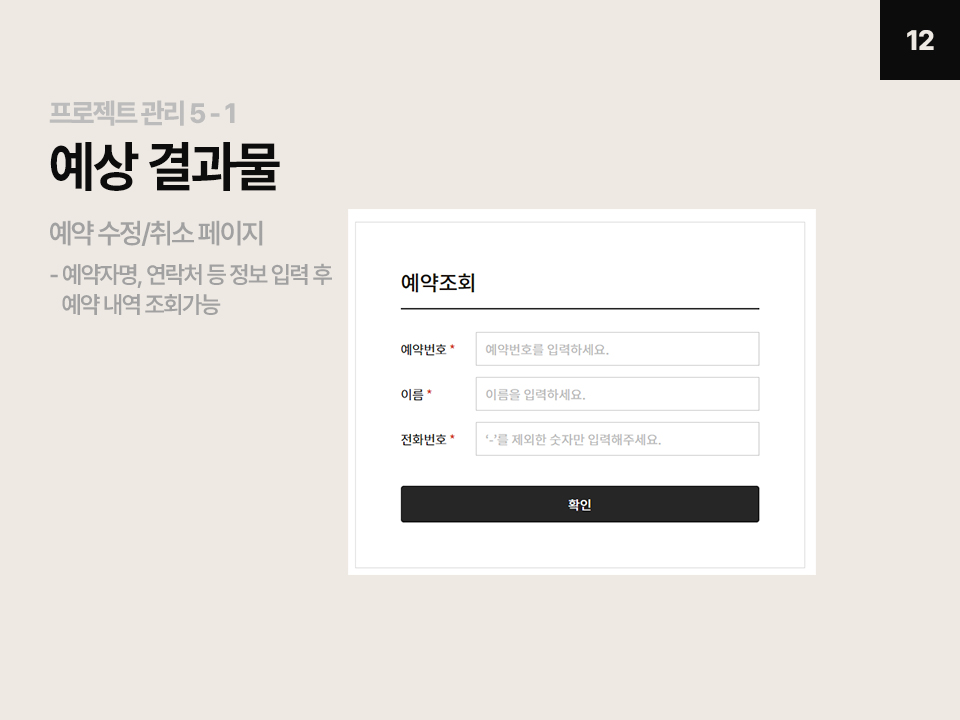 12
프로젝트 관리 5 - 1
예상 결과물
예약 수정/취소 페이지
- 예약자명, 연락처 등 정보 입력 후
예약 내역 조회가능
예약조회
예약번호 * 예약번호를 입력하세요.
이름 * 이름을 입력하세요.
전화번호 * '-'를 제외한 숫자만 입력해주세요.
확인